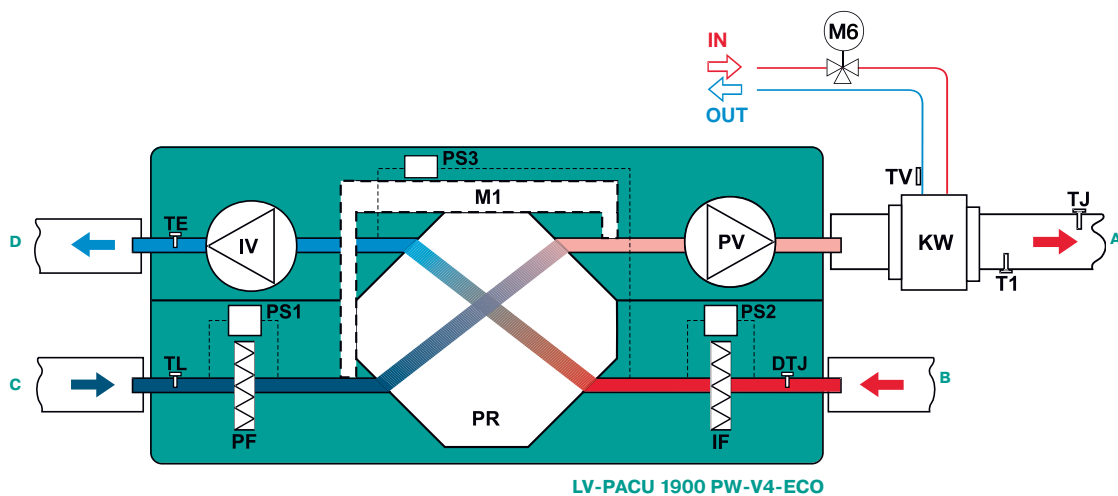 M6
IN
OUT
PS3
TV
TJ
M1
TE
D
IV
PV
KW
A
T1
PS1
PS2
TL
DTJ
C
B
PR
PF
IF
LV-PACU 1900 PW-V4-ECO